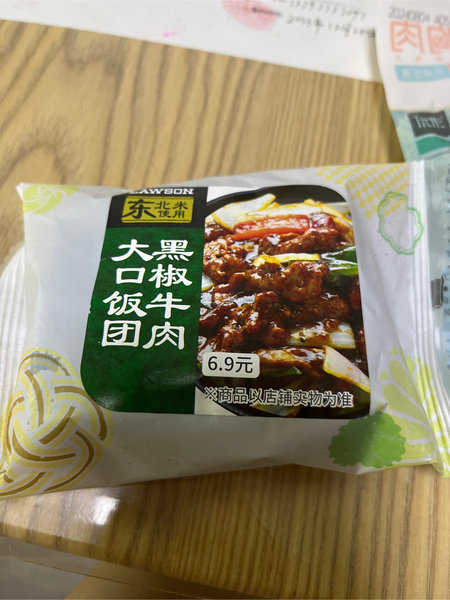 LAWSON
东北米使用
黑椒牛肉
大口饭团
6.9元
※商品以店铺实物为准
肉